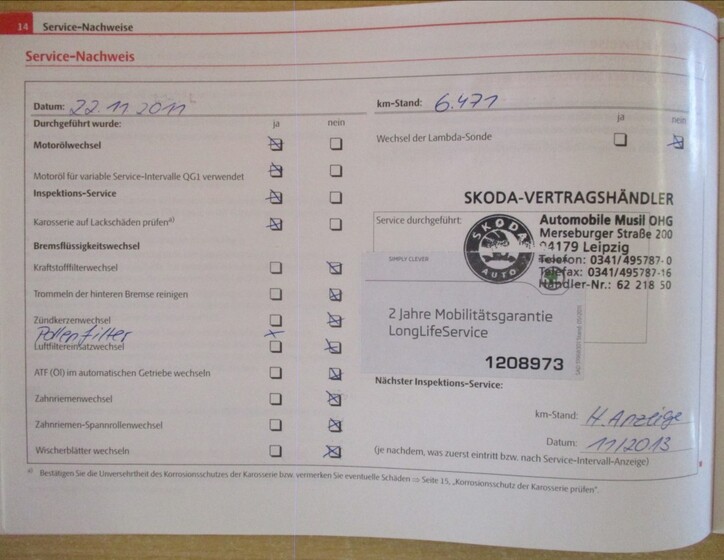 14 Service-Nachweise
Service-Nachweis
Datum: 22.11.2011
km-Stand: 6.471
Durchgeführt wurde:
ja
nein
Motorölwechsel
Motoröl für variable Service-Intervalle QG1 verwendet
Inspektions-Service
Karosserie auf Lackschäden prüfen a)
Bremsflüssigkeitswechsel
Kraftstofffilterwechsel
Trommeln der hinteren Bremse reinigen
Zündkerzenwechsel
Pollenfilter
Luftfiltereinsatzwechsel
ATF (Öl) im automatischen Getriebe wechseln
Zahnriemenwechsel
Zahnriemen-Spannrollenwechsel
Wischerblätter wechseln
ja
nein
Wechsel der Lambda-Sonde
SKODA-VERTRAGSHÄNDLER
Service durchgeführt:
SKODA
AUTO
Automobile Musil OHG
Merseburger Straße 200
04179 Leipzig
Telefon: 0341/495787-0
Telefax: 0341/495787-16
Händler-Nr.: 62 218 50
SIMPLY CLEVER
2 Jahre Mobilitätsgarantie
LongLifeService
1208973
Nächster Inspektions-Service:
km-Stand: H. Anzeige
Datum: 11/2013
(je nachdem, was zuerst eintritt bzw. nach Service-Intervall-Anzeige)
a) Bestätigen Sie die Unversehrtheit des Korrosionsschutzes der Karosserie bzw. vermerken Sie eventuelle Schäden ⇒ Seite 15, „Korrosionsschutz der Karosserie prüfen“.